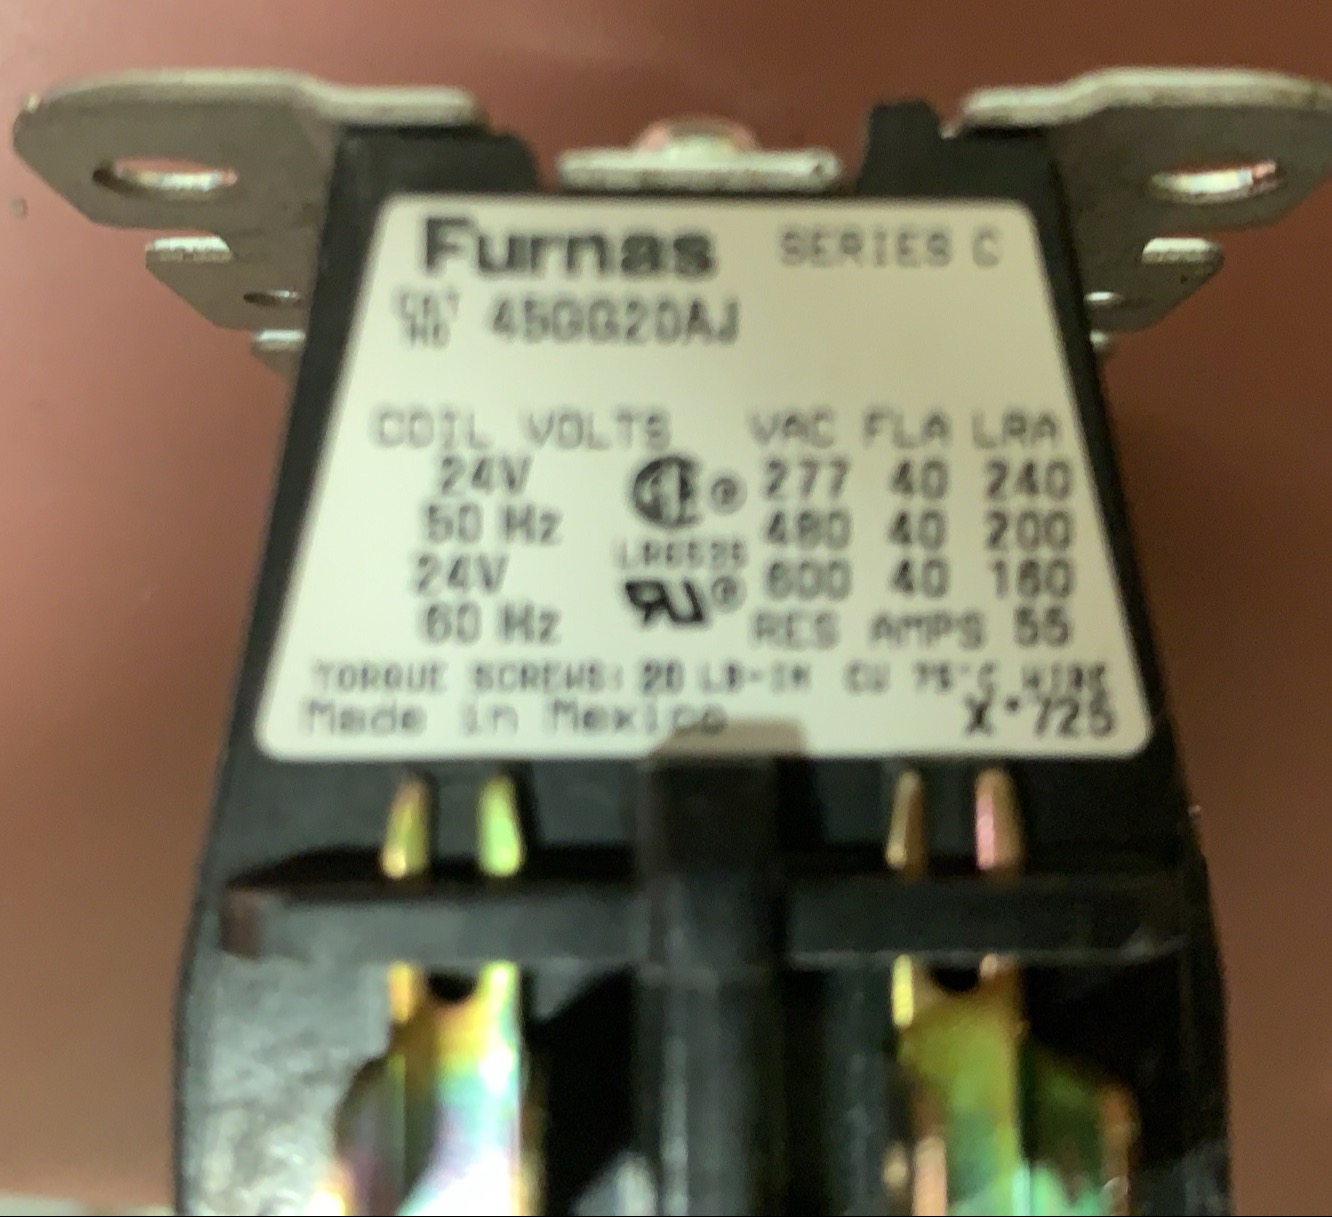 Furnas SERIES C
CAT NO 45GG20AJ
COIL VOLTS VAC FLA LRA
24V 277 40 240
50 Hz 480 40 200
LR6535
24V 600 40 160
60 Hz RES AMPS 55
TORQUE SCREWS: 20 LB-IN CU 75°C WIRE
Made in Mexico X*725